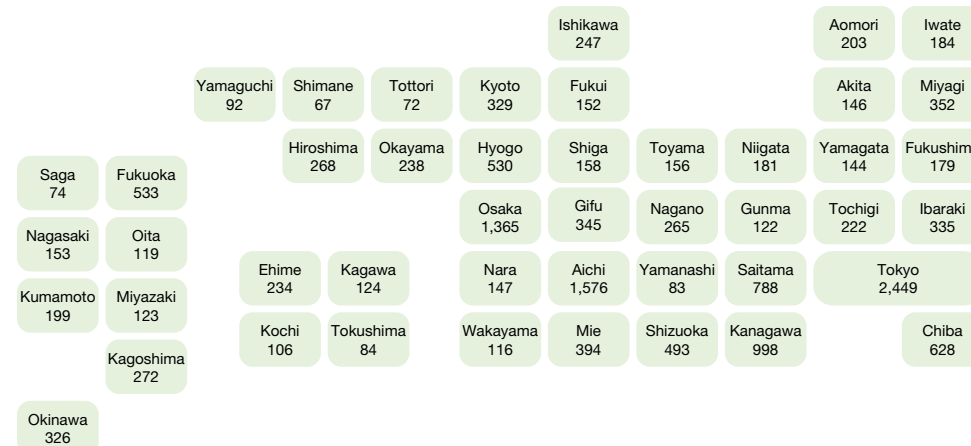 Ishikawa
247
Aomori
203
Iwate
184
Yamaguchi
92
Shimane
67
Tottori
72
Kyoto
329
Fukui
152
Akita
146
Miyagi
352
Hiroshima
268
Okayama
238
Hyogo
530
Shiga
158
Toyama
156
Niigata
181
Yamagata
144
Fukushim
179
Saga
74
Fukuoka
533
Osaka
1,365
Gifu
345
Nagano
265
Gunma
122
Tochigi
222
Ibaraki
335
Nagasaki
153
Oita
119
Ehime
234
Kagawa
124
Nara
147
Aichi
1,576
Yamanashi
83
Saitama
788
Tokyo
2,449
Kumamoto
199
Miyazaki
123
Kochi
106
Tokushima
84
Wakayama
116
Mie
394
Shizuoka
493
Kanagawa
998
Chiba
628
Kagoshima
272
Okinawa
326